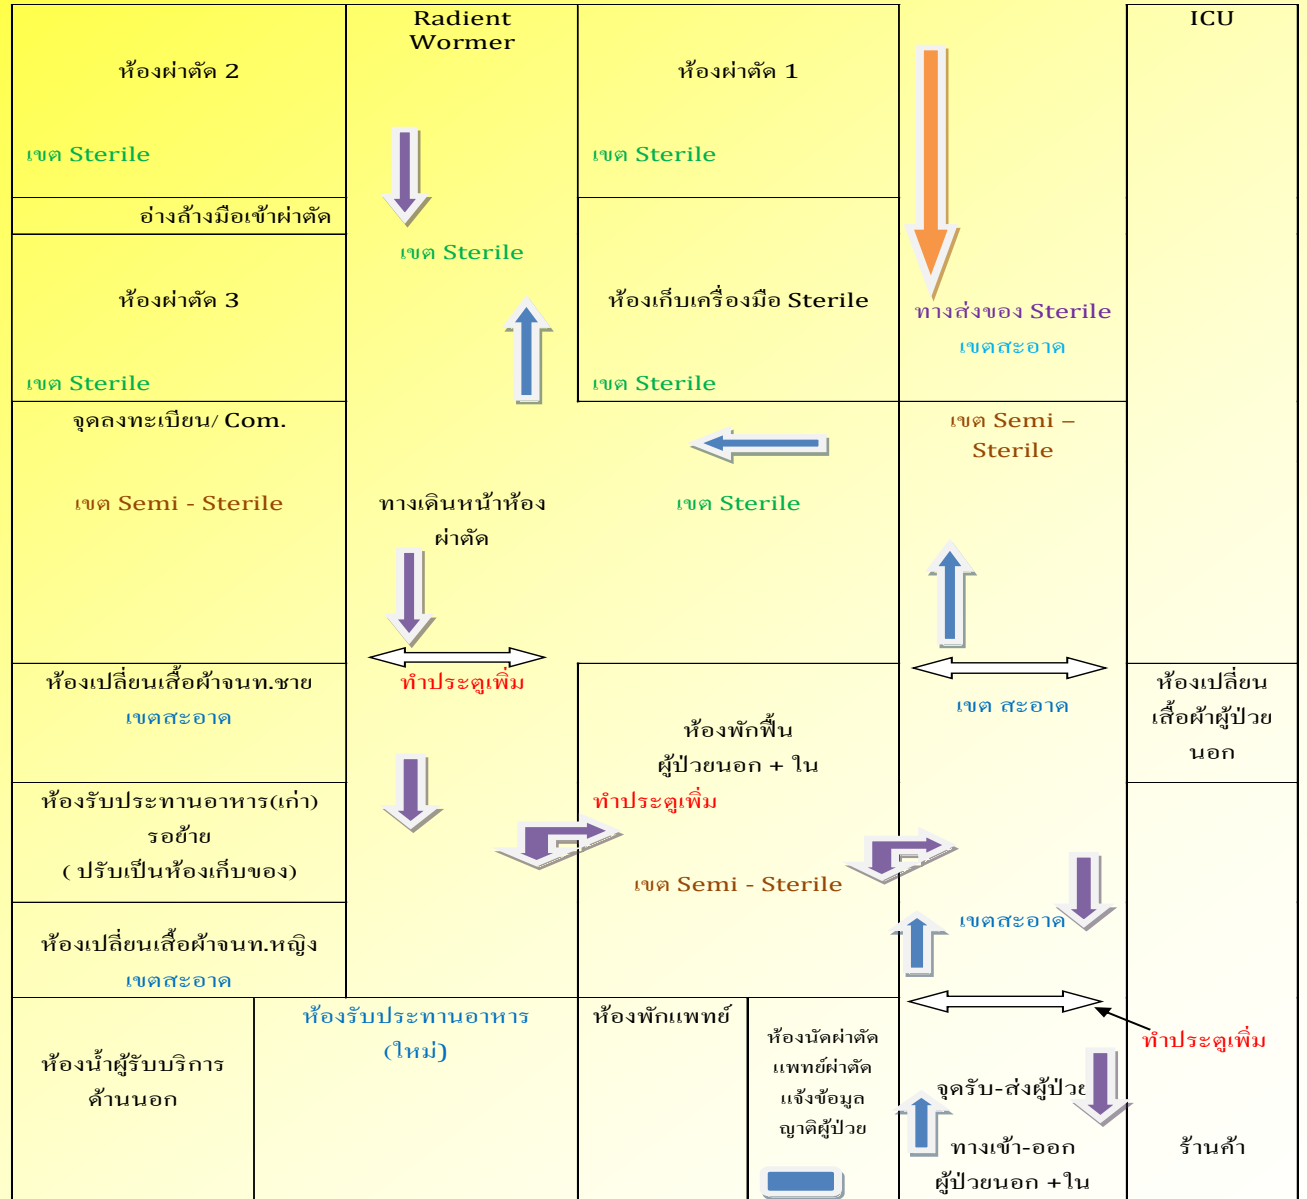 Radient
Wormer
ICU
ห้องผ่าตัด 2
ห้องผ่าตัด 1
เขต Sterile
เขต Sterile
อ่างล้างมือเข้าผ่าตัด
เขต Sterile
ห้องผ่าตัด 3
ห้องเก็บเครื่องมือ Sterile
ทางส่งของ Sterile
เขตสะอาด
เขต Sterile
เขต Sterile
จุดลงทะเบียน/ Com.
เขต Semi –
Sterile
เขต Semi - Sterile
ทางเดินหน้าห้อง
ผ่าตัด
เขต Sterile
ห้องเปลี่ยนเสื้อผ้าจนท.ชาย
เขตสะอาด
ทำประตูเพิ่ม
ห้องพักฟื้น
ผู้ป่วยนอก + ใน
ทำประตูเพิ่ม
เขต สะอาด
ห้องเปลี่ยน
เสื้อผ้าผู้ป่วย
นอก
ห้องรับประทานอาหาร(เก่า)
รอย้าย
( ปรับเป็นห้องเก็บของ)
เขต Semi - Sterile
เขตสะอาด
ห้องเปลี่ยนเสื้อผ้าจนท.หญิง
เขตสะอาด
ห้องน้ำผู้รับบริการ
ด้านนอก
ห้องรับประทานอาหาร
(ใหม่)
ห้องพักแพทย์
ห้องนัดผ่าตัด
แพทย์ผ่าตัด
แจ้งข้อมูล
ญาติผู้ป่วย
ทำประตูเพิ่ม
จุดรับ-ส่งผู้ป่วย
ทางเข้า-ออก
ผู้ป่วยนอก +ใน
ร้านค้า